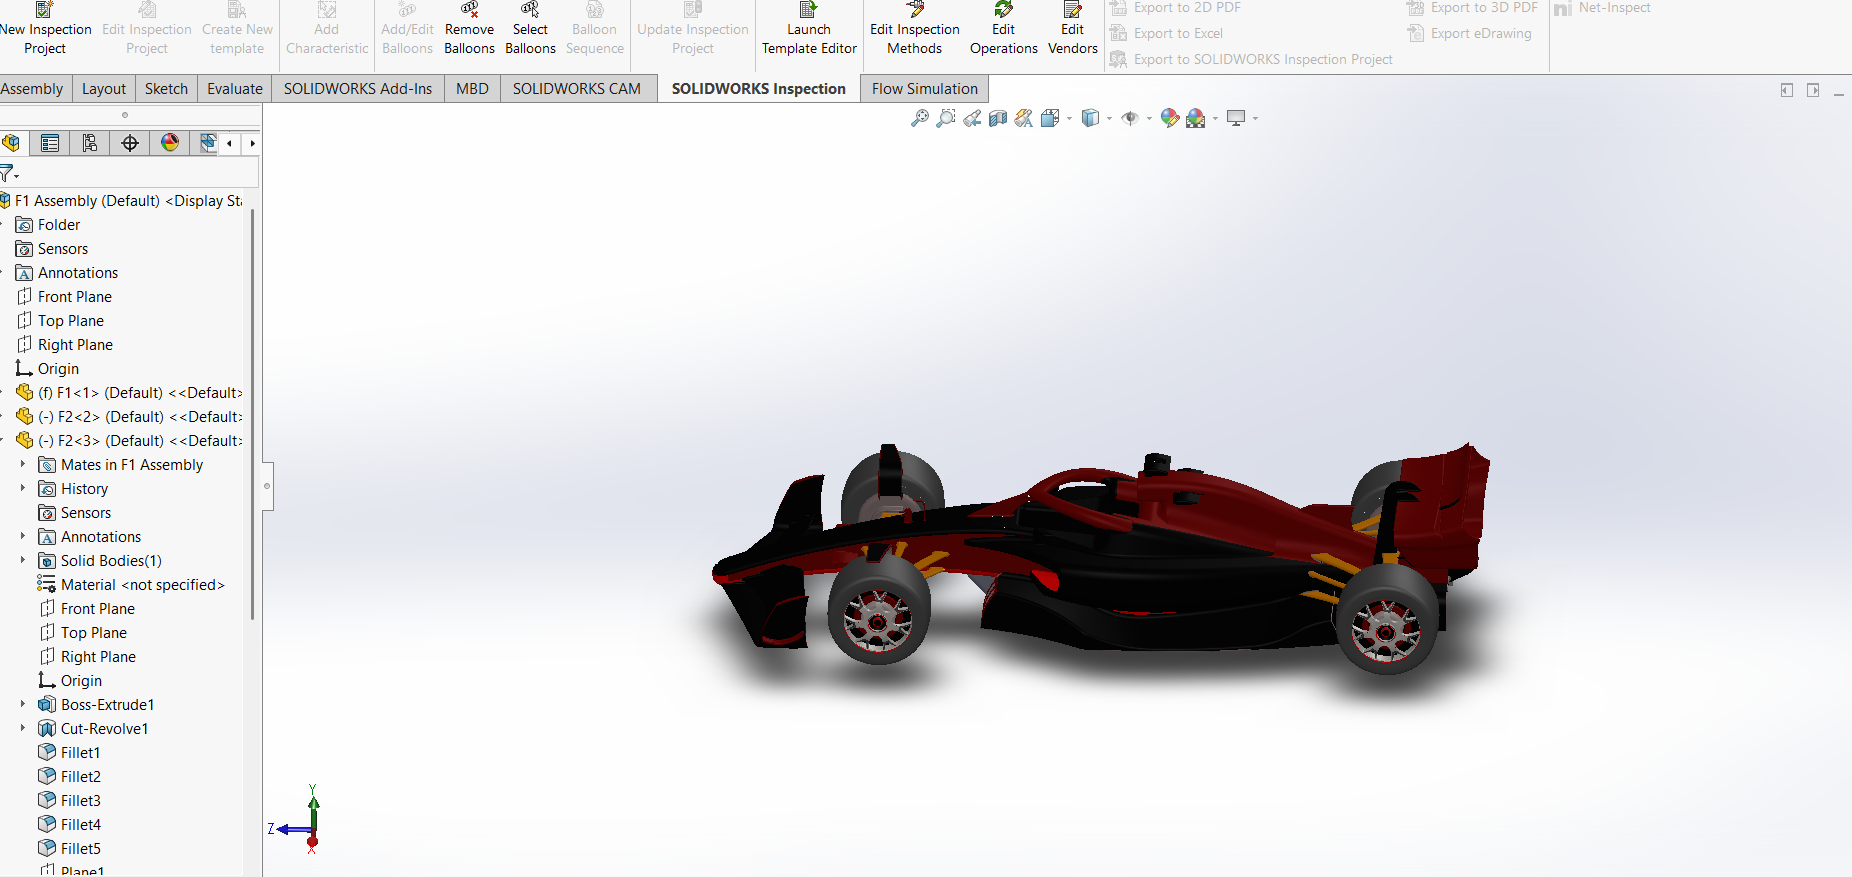 New Inspection Project
Edit Inspection Project
Create New template
Add Characteristic
Add/Edit Balloons
Remove Balloons
Select Balloons
Balloon Sequence
Update Inspection Project
Launch Template Editor
Edit Inspection Methods
Edit Operations
Edit Vendors
Export to 2D PDF
Export to Excel
Export to SOLIDWORKS Inspection Project
Export to 3D PDF
Export eDrawing
Net-Inspect
Assembly
Layout
Sketch
Evaluate
SOLIDWORKS Add-Ins
MBD
SOLIDWORKS CAM
SOLIDWORKS Inspection
Flow Simulation
F1 Assembly (Default) <Display Sta
Folder
Sensors
Annotations
Front Plane
Top Plane
Right Plane
Origin
(f) F1<1> (Default) <<Default>
(-) F2<2> (Default) <<Default>
(-) F2<3> (Default) <<Default>
Mates in F1 Assembly
History
Sensors
Annotations
Solid Bodies(1)
Material <not specified>
Front Plane
Top Plane
Right Plane
Origin
Boss-Extrude1
Cut-Revolve1
Fillet1
Fillet2
Fillet3
Fillet4
Fillet5
Plane1
Y
Z
X